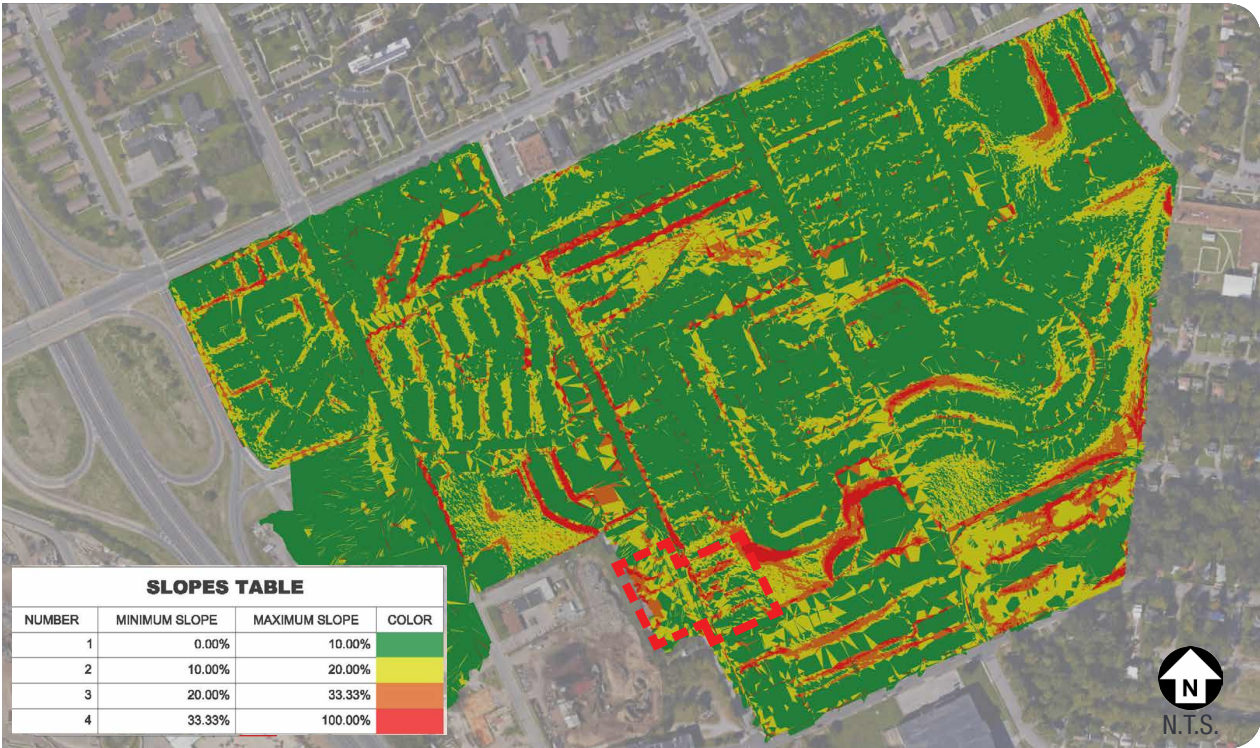 SLOPES TABLE
NUMBER MINIMUM SLOPE MAXIMUM SLOPE COLOR
1 0.00% 10.00%
2 10.00% 20.00%
3 20.00% 33.33%
4 33.33% 100.00%
N
N.T.S.